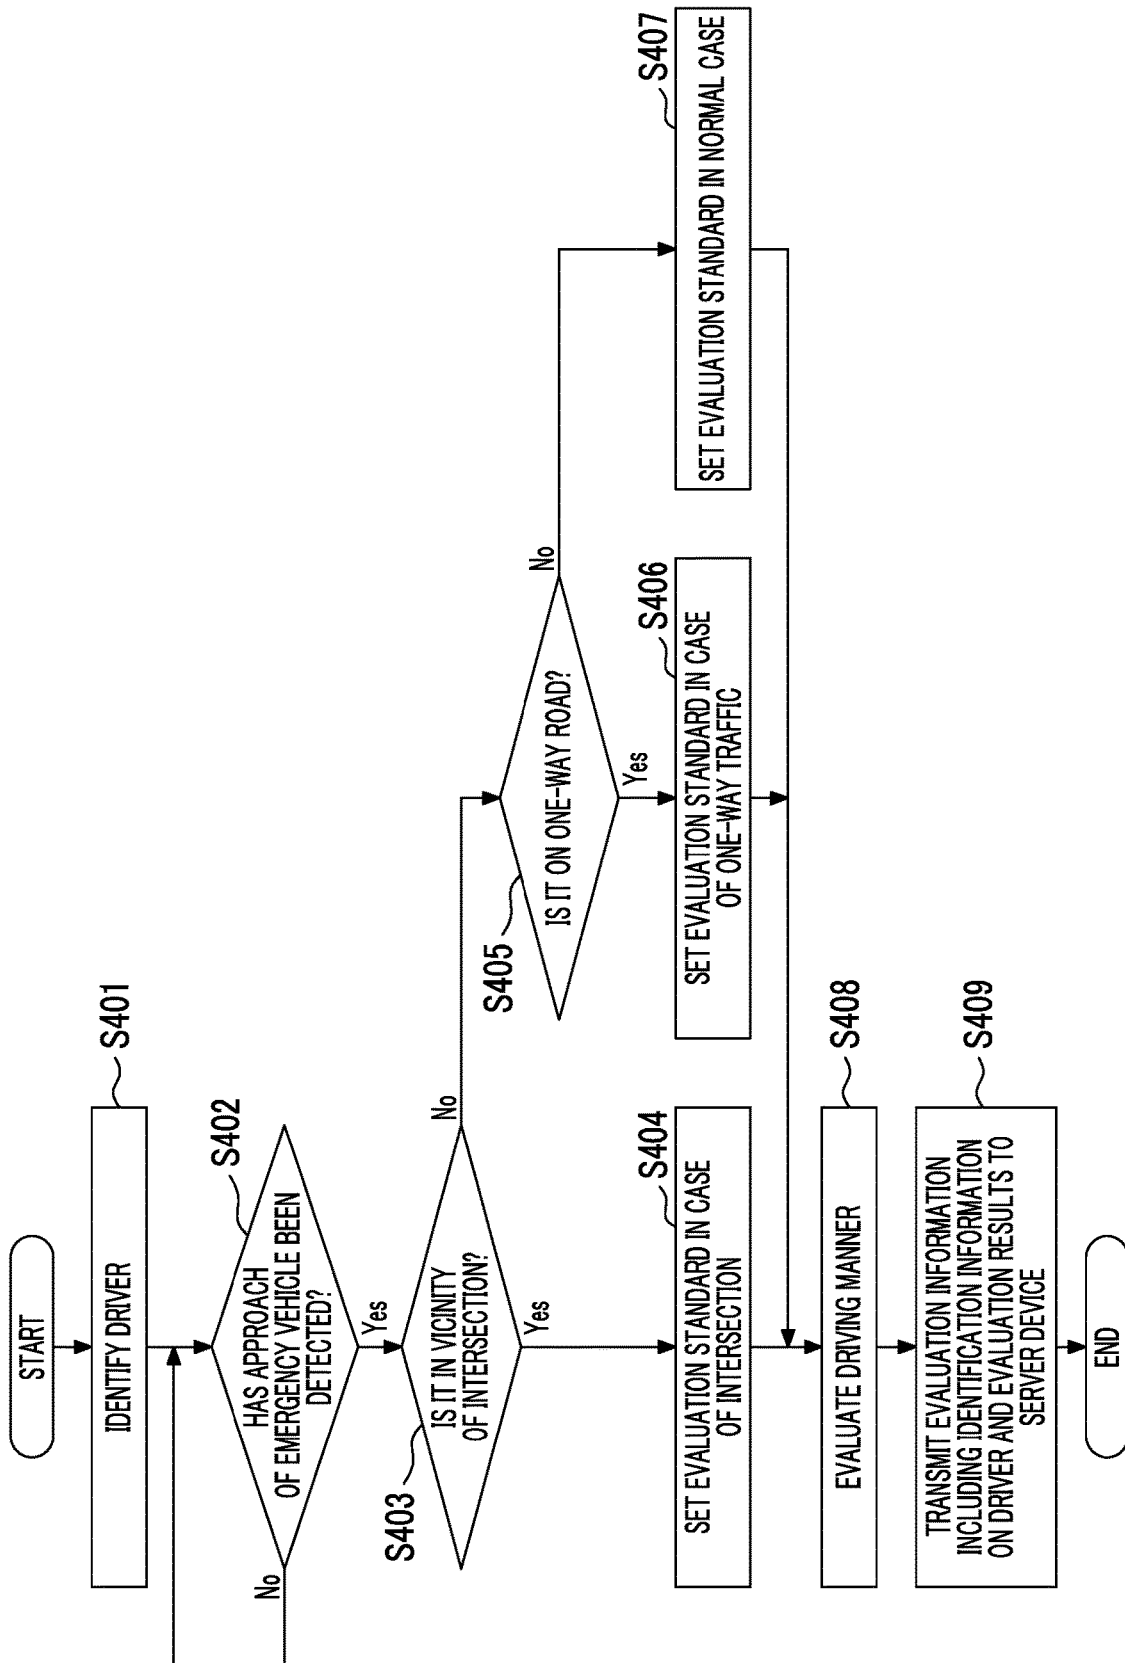 START
IDENTIFY DRIVER
S401
HAS APPROACH
OF EMERGENCY VEHICLE BEEN
DETECTED?
S402
No
Yes
IS IT IN VICINITY
OF INTERSECTION?
S403
No
Yes
IS IT ON ONE-WAY ROAD?
S405
No
Yes
SET EVALUATION STANDARD IN CASE
OF INTERSECTION
S404
SET EVALUATION STANDARD IN CASE
OF ONE-WAY TRAFFIC
S406
SET EVALUATION STANDARD IN NORMAL CASE
S407
EVALUATE DRIVING MANNER
S408
TRANSMIT EVALUATION INFORMATION
INCLUDING IDENTIFICATION INFORMATION
ON DRIVER AND EVALUATION RESULTS TO
SERVER DEVICE
S409
END